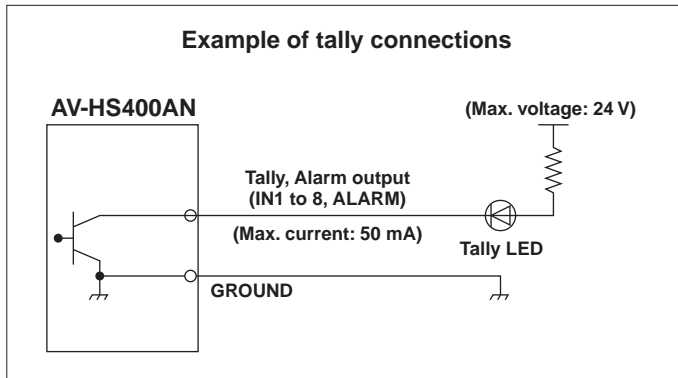 Example of tally connections
AV-HS400AN
(Max. voltage: 24 V)
Tally, Alarm output
(IN1 to 8, ALARM)
(Max. current: 50 mA)
Tally LED
GROUND